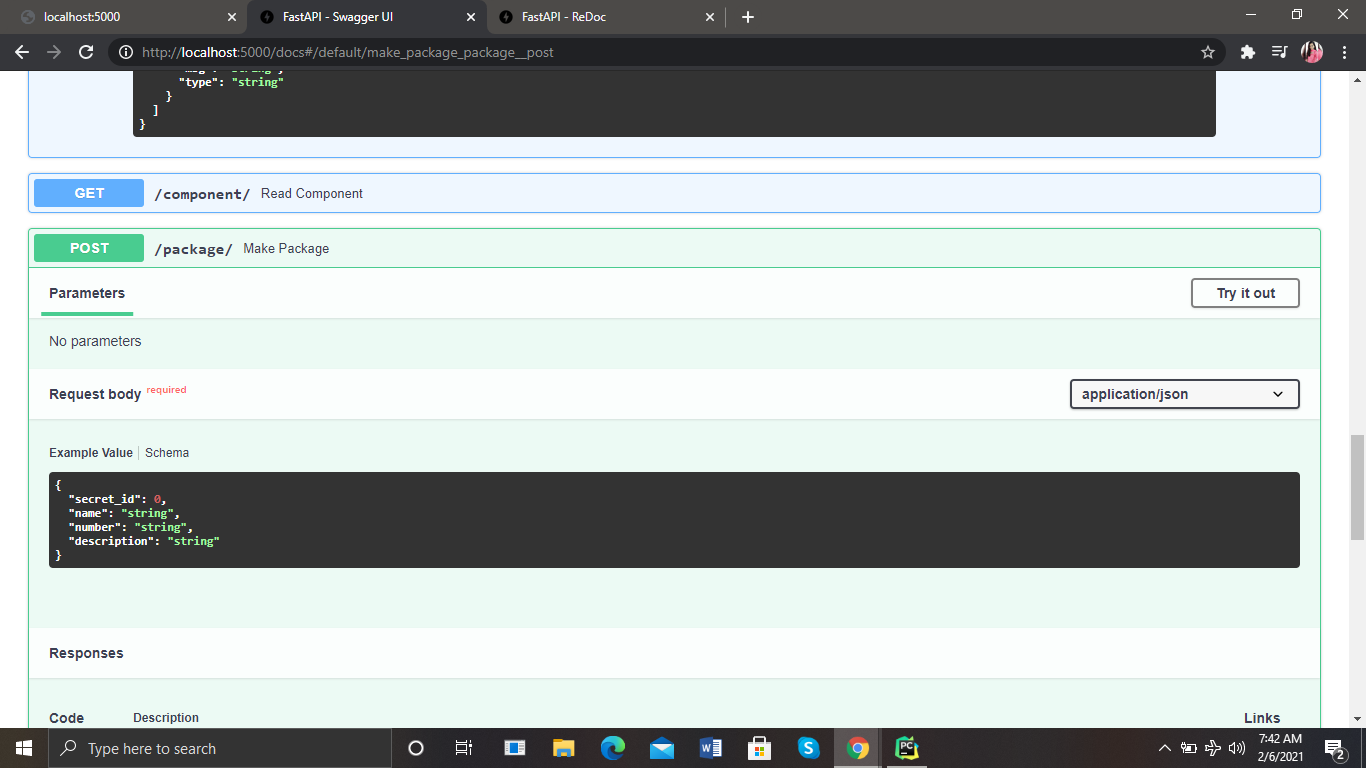 localhost:5000
FastAPI - Swagger UI
FastAPI - ReDoc
http://localhost:5000/docs#/default/make_package_package__post
"type": "string"
}
]
}
GET /component/ Read Component
POST /package/ Make Package
Parameters
Try it out
No parameters
Request body required
application/json
Example Value
Schema
{
"secret_id": 0,
"name": "string",
"number": "string",
"description": "string"
}
Responses
Code
Description
Links
Type here to search
7:42 AM
2/6/2021
2